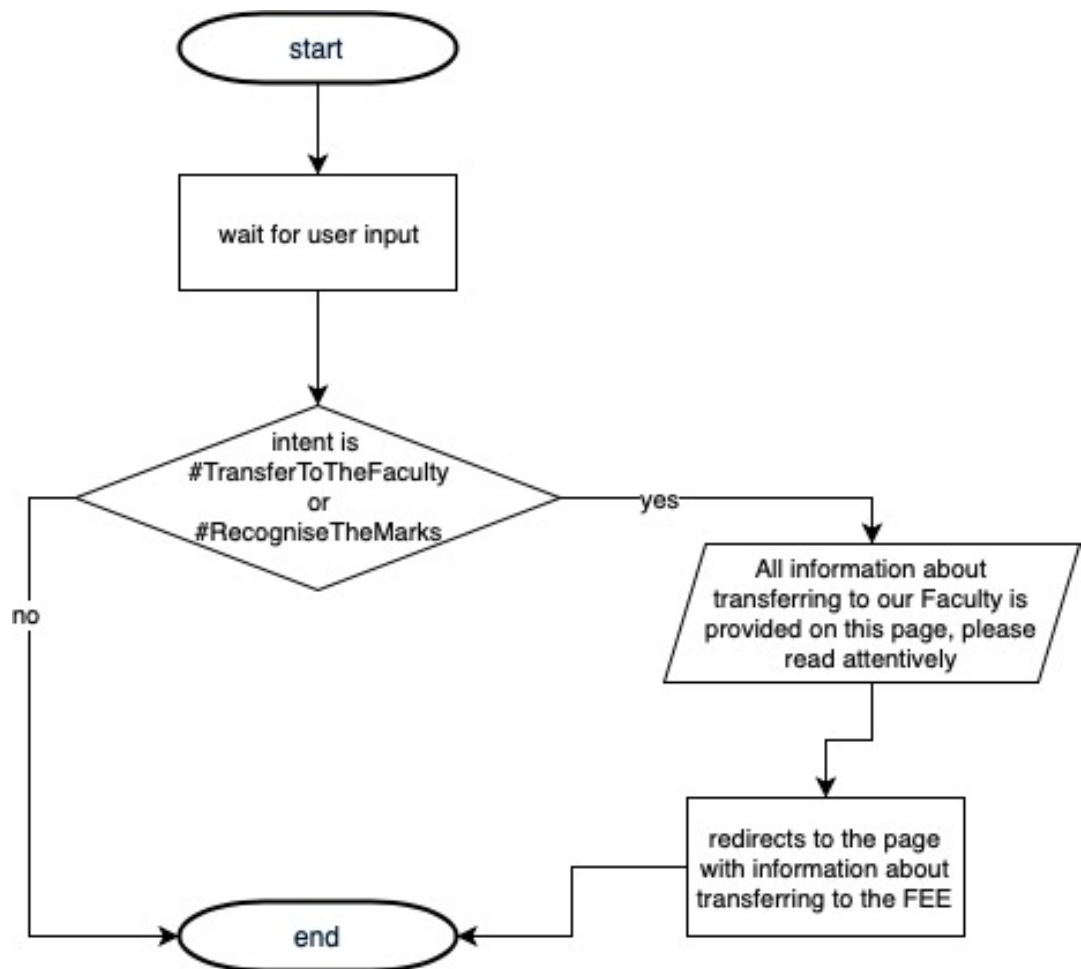 start
wait for user input
intent is
#TransferToTheFaculty
or
#RecogniseTheMarks
yes
no
All information about
transferring to our Faculty is
provided on this page, please
read attentively
redirects to the page
with information about
transferring to the FEE
end